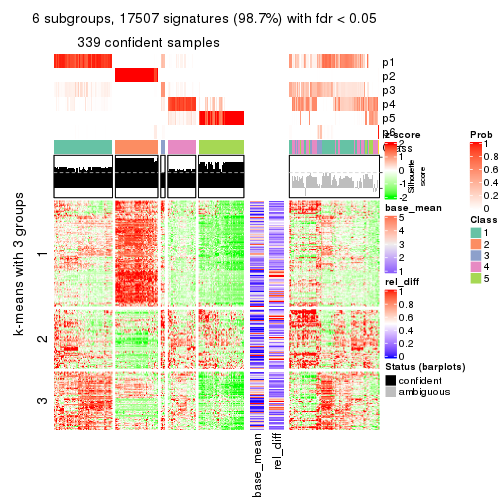 6 subgroups, 17507 signatures (98.7%) with fdr < 0.05
339 confident samples
p1
p2
p3
p4
p5
p6
Class
Silhouette
score
z-score
2
1
0
-1
-2
Prob
1
0.8
0.6
0.4
0.2
0
base_mean
5
4
3
2
1
Class
1
2
3
4
5
rel_diff
1
0.8
0.6
0.4
0.2
0
Status (barplots)
confident
ambiguous
k-means with 3 groups
1
2
3
base_mean
rel_diff